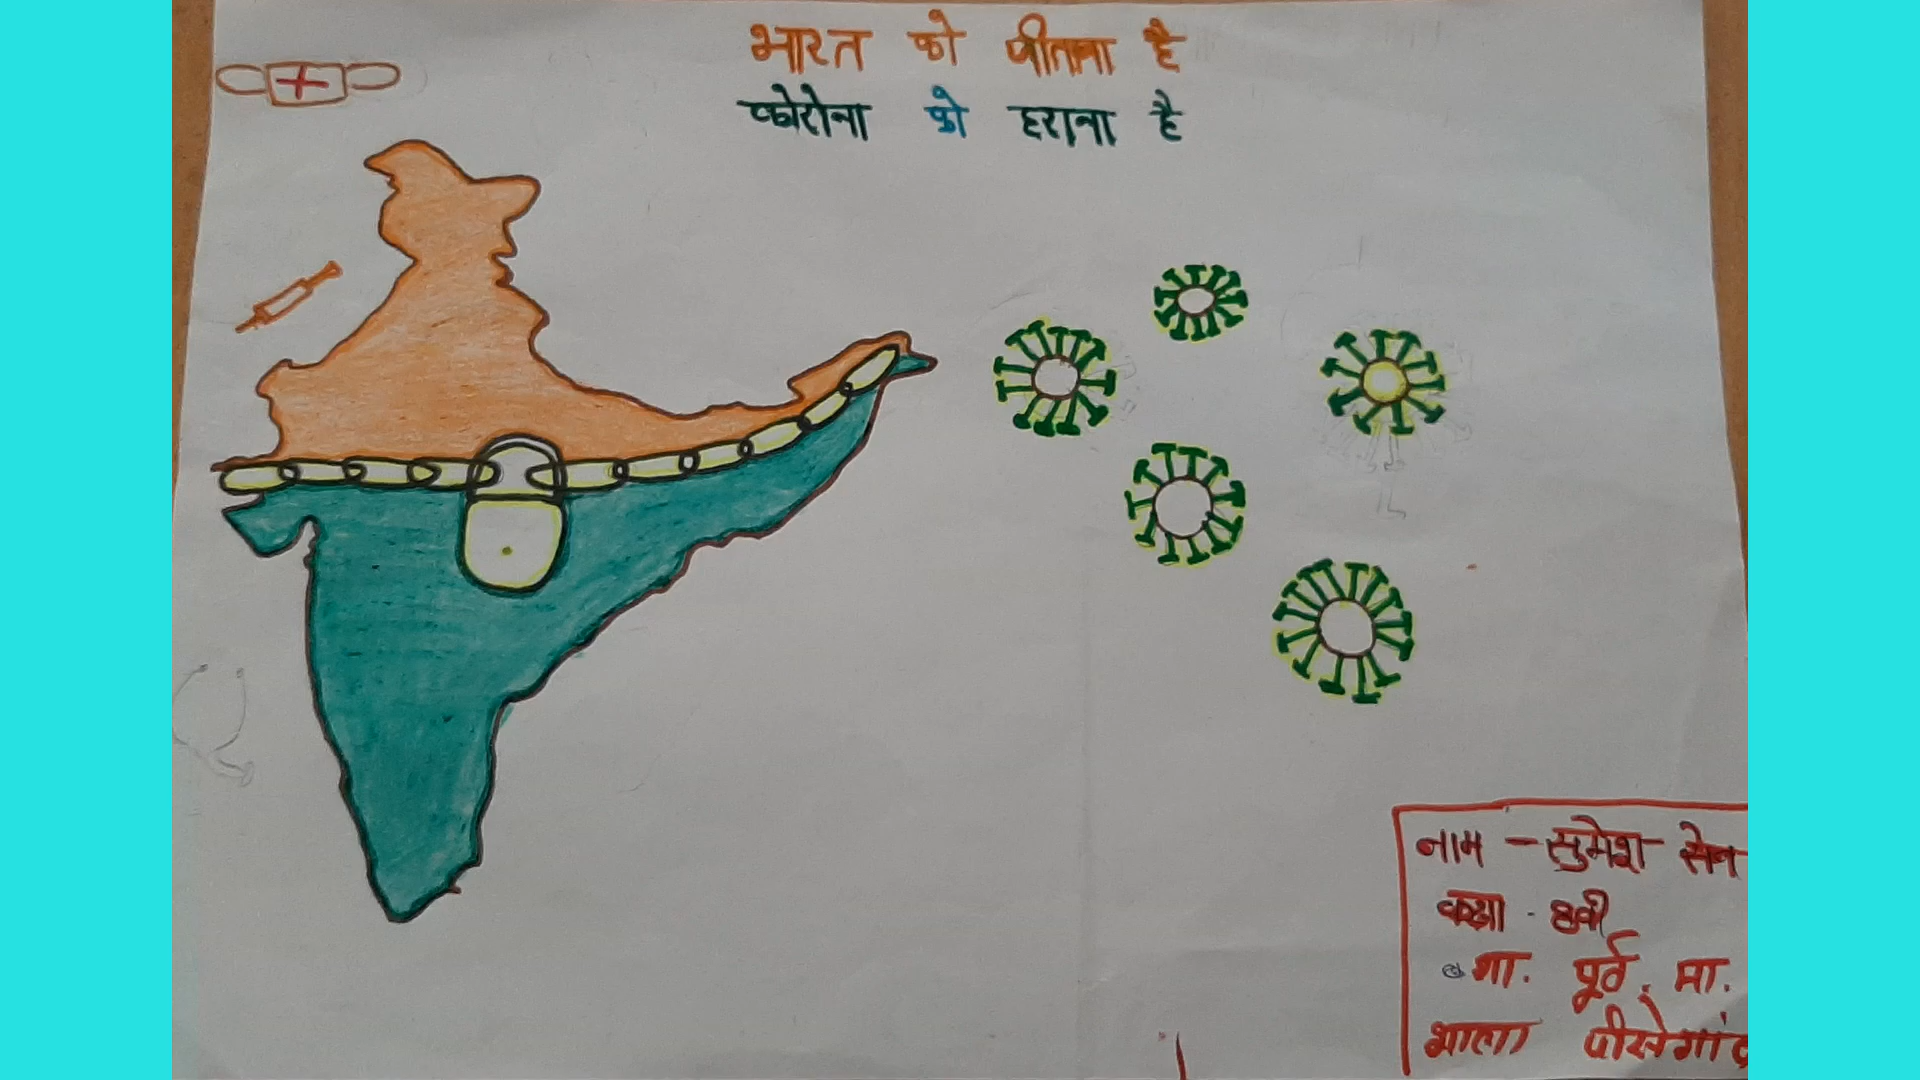 भारत को जीतना है
कोरोना को हराना है
नाम - सुमेश सेन
कक्षा - 8वी
शा. पूर्व. मा.
शाला पीसेगांव